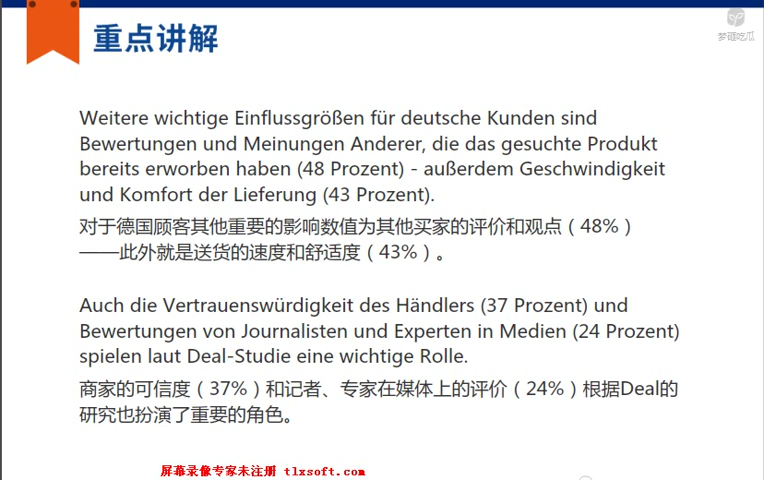 重点讲解
梦砸吃瓜
Weitere wichtige Einflussgrößen für deutsche Kunden sind
Bewertungen und Meinungen Anderer, die das gesuchte Produkt
bereits erworben haben (48 Prozent) - außerdem Geschwindigkeit
und Komfort der Lieferung (43 Prozent).
对于德国顾客其他重要的影响数值为其他买家的评价和观点（48%）
——此外就是送货的速度和舒适度（43%）。
Auch die Vertrauenswürdigkeit des Händlers (37 Prozent) und
Bewertungen von Journalisten und Experten in Medien (24 Prozent)
spielen laut Deal-Studie eine wichtige Rolle.
商家的可信度（37%）和记者、专家在媒体上的评价（24%）根据Deal的
研究也扮演了重要的角色。
屏幕录像专家未注册 tlxsoft.com